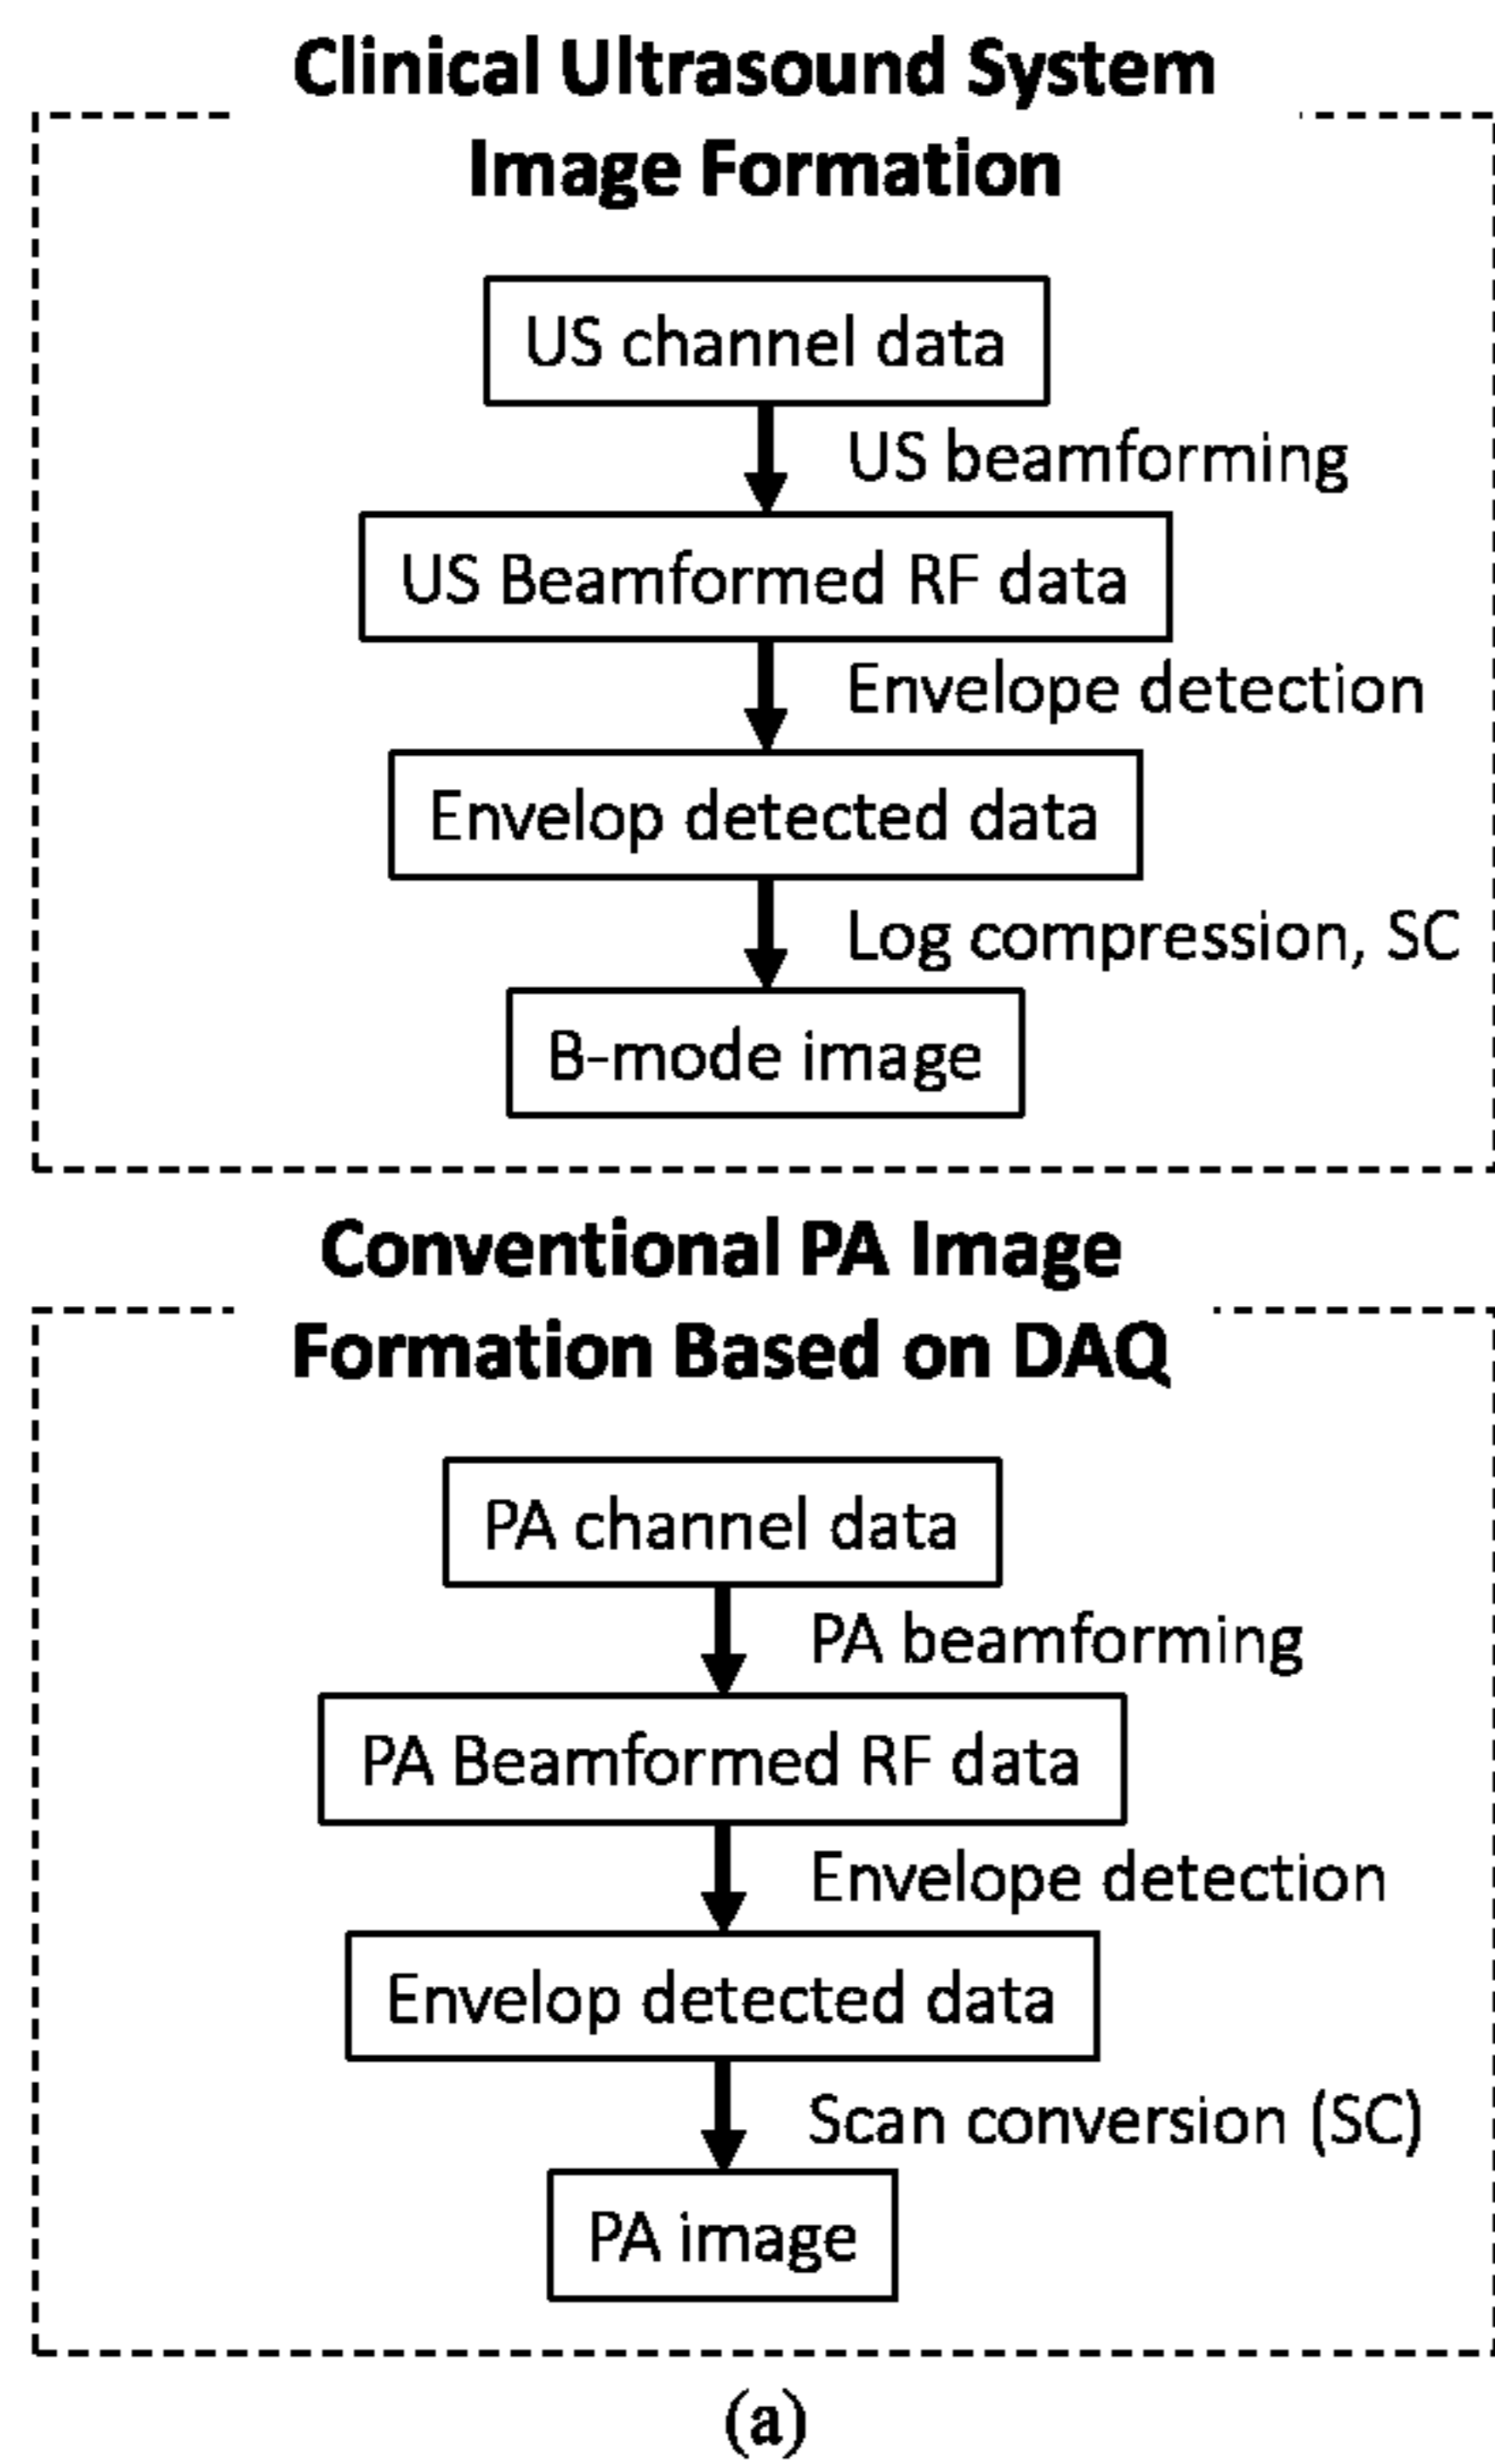 Clinical Ultrasound System
Image Formation
US channel data
US beamforming
US Beamformed RF data
Envelope detection
Envelop detected data
Log compression, SC
B-mode image
Conventional PA Image
Formation Based on DAQ
PA channel data
PA beamforming
PA Beamformed RF data
Envelope detection
Envelop detected data
Scan conversion (SC)
PA image
(a)